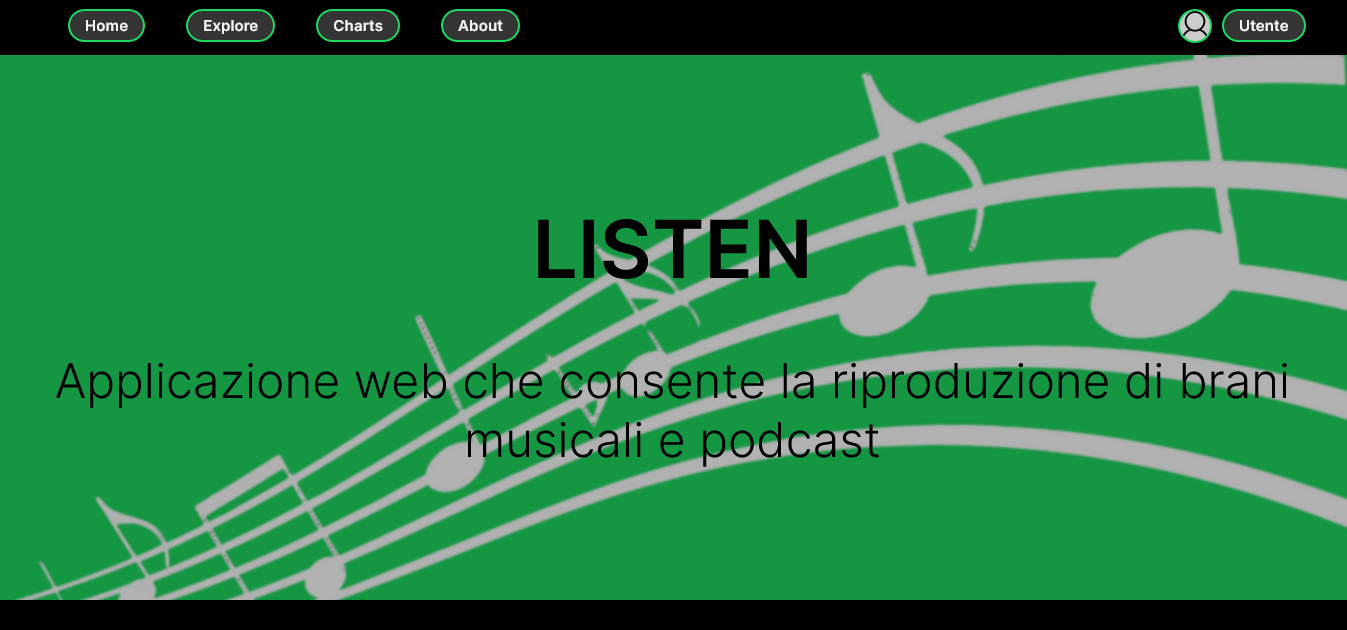 Home Explore Charts About Utente
LISTEN
Applicazione web che consente la riproduzione di brani
musicali e podcast